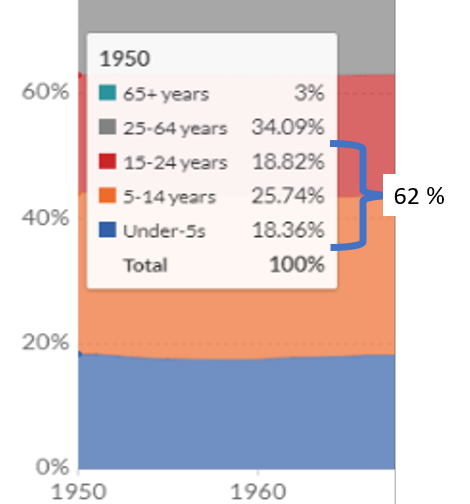 1950
65+ years 3%
60%
25-64 years 34.09%
15-24 years 18.82%
5-14 years 25.74%
62 %
40%
Under-5s 18.36%
Total 100%
20%
0%
1950 1960